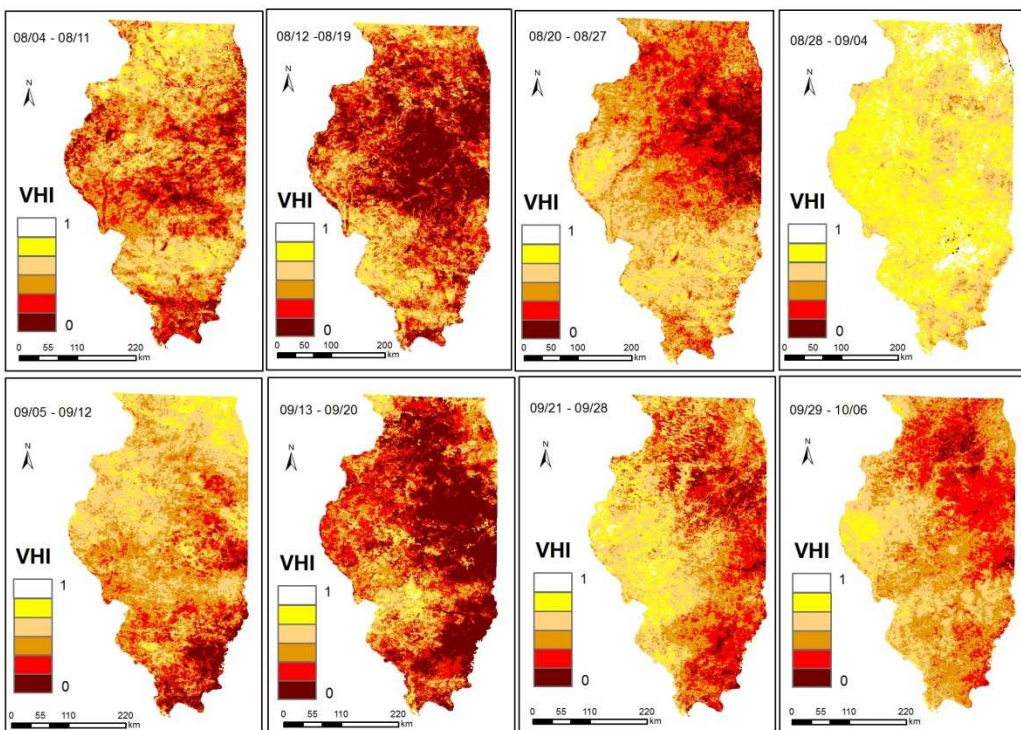 08/04 - 08/11
N
VHI
1
0
0 55 110 220
km
08/12 -08/19
N
VHI
1
0
0 50 100 200
km
08/20 - 08/27
N
VHI
1
0
0 50 100 200
km
08/28 - 09/04
N
VHI
1
0
0 50 100 200
km
09/05 - 09/12
N
VHI
1
0
0 55 110 220
km
09/13 - 09/20
N
VHI
1
0
0 55 110 220
km
09/21 - 09/28
N
VHI
1
0
0 55 110 220
km
09/29 - 10/06
N
VHI
1
0
0 55 110 220
km